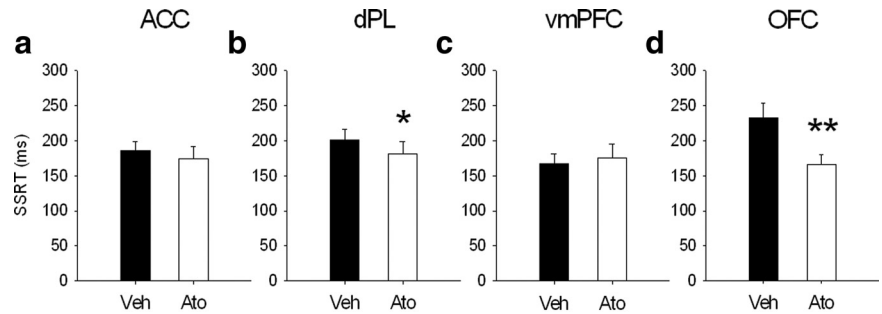 ACC dPL vmPFC OFC
a b c d
300 300 300 300
250 250 250 250
200 200 200 200
150 150 150 150
100 100 100 100
50 50 50 50
0 0 0 0
SSRT (ms)
* **
Veh Ato Veh Ato Veh Ato Veh Ato